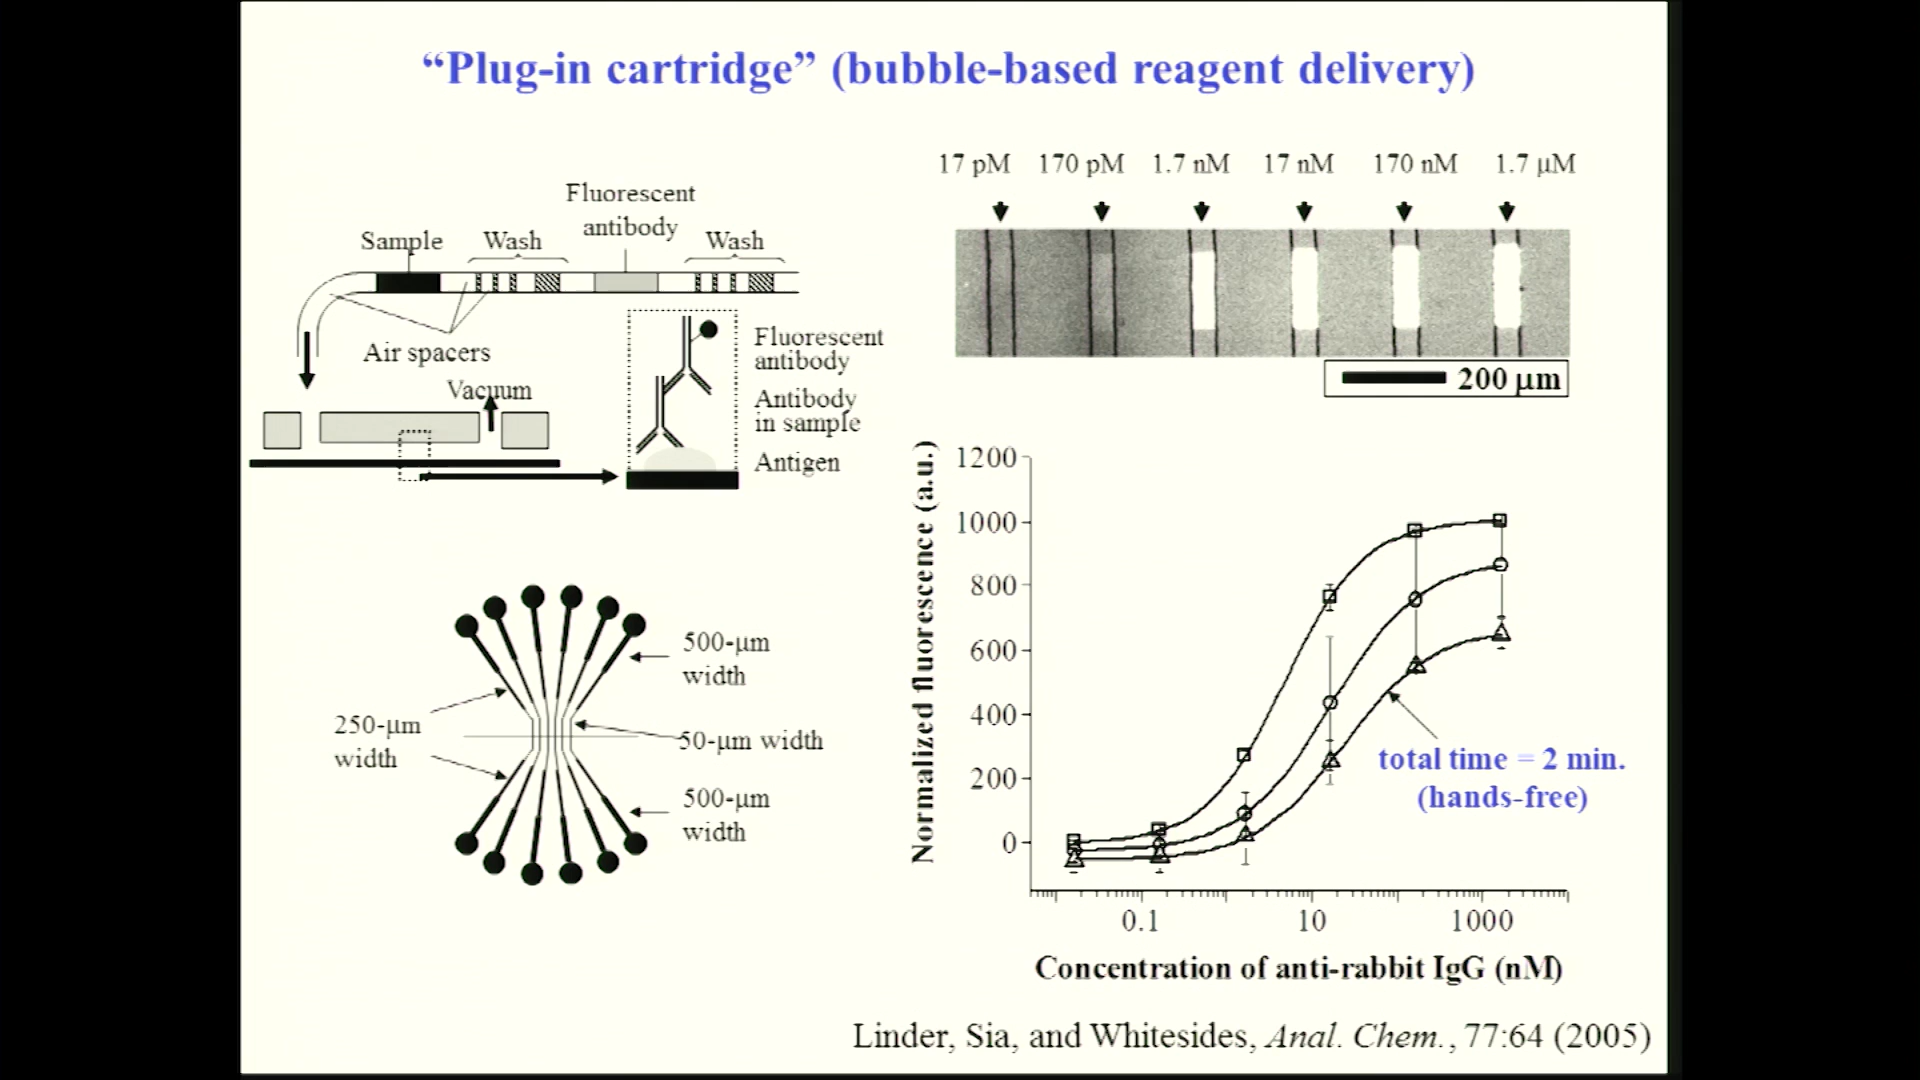 “Plug-in cartridge” (bubble-based reagent delivery)
Fluorescent
antibody
Sample
Wash
Wash
Air spacers
Vacuum
Fluorescent
antibody
Antibody
in sample
Antigen
500-μm
width
250-μm
width
50-μm width
500-μm
width
17 pM 170 pM 1.7 nM 17 nM 170 nM 1.7 μM
200 μm
Normalized fluorescence (a.u.)
1200
1000
800
600
400
200
0
total time = 2 min.
(hands-free)
0.1 10 1000
Concentration of anti-rabbit IgG (nM)
Linder, Sia, and Whitesides, Anal. Chem., 77:64 (2005)